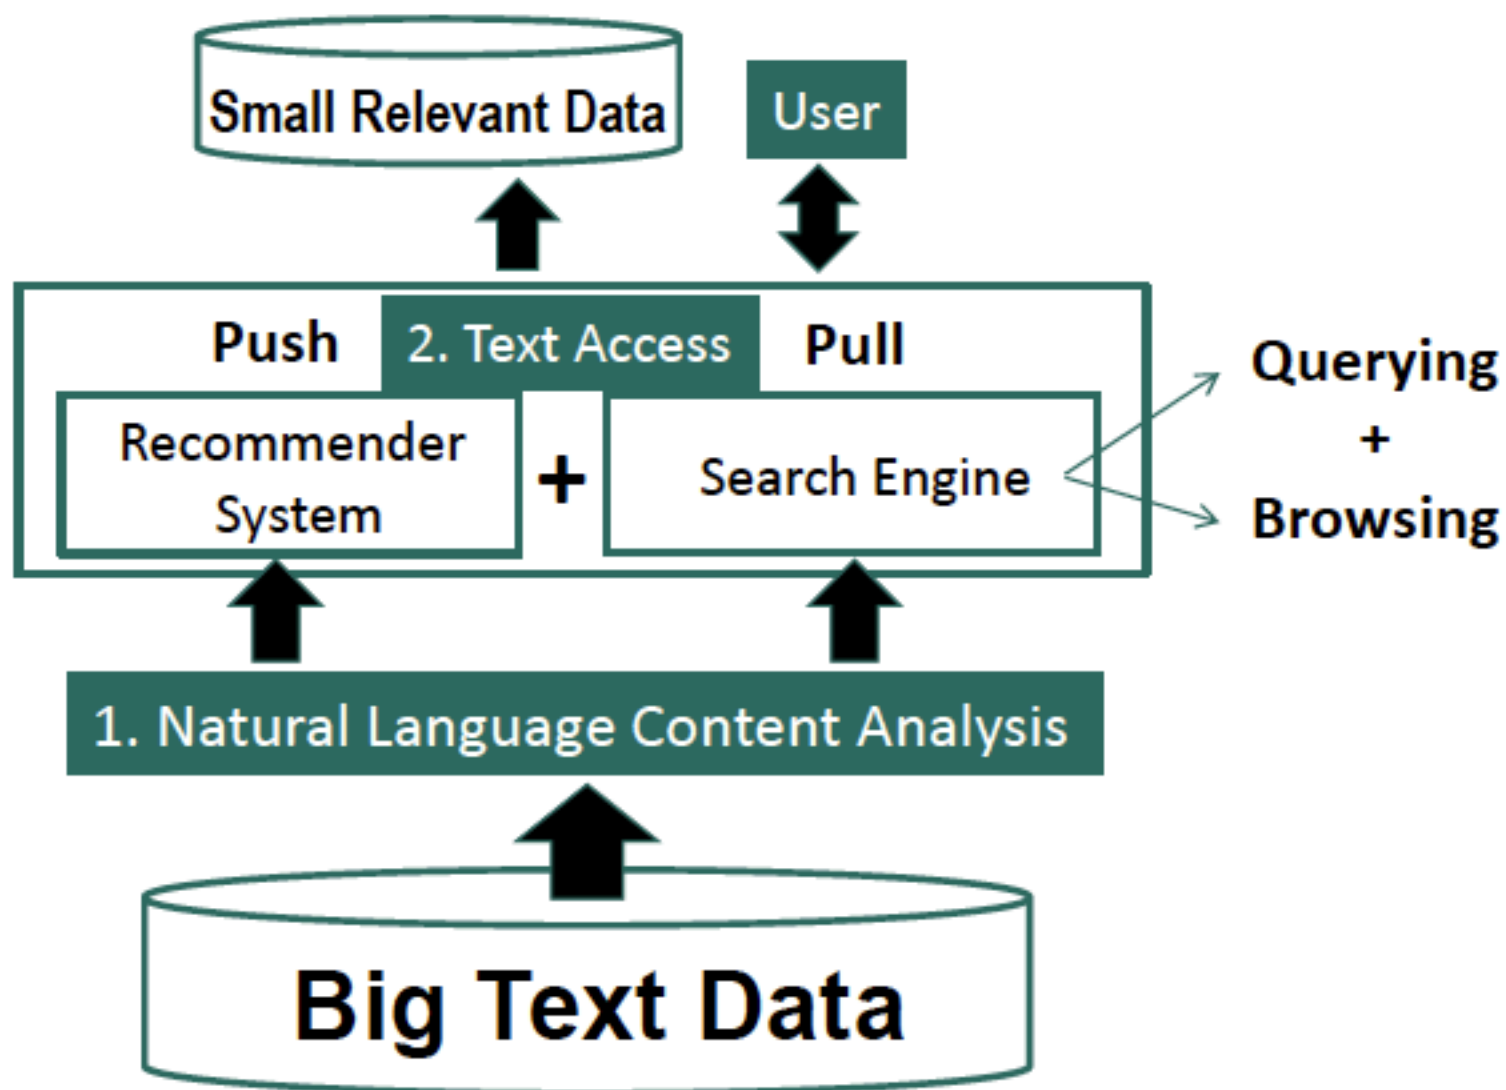 Small Relevant Data
User
Push
2. Text Access
Pull
Recommender
System
+
Search Engine
Querying
+
Browsing
1. Natural Language Content Analysis
Big Text Data